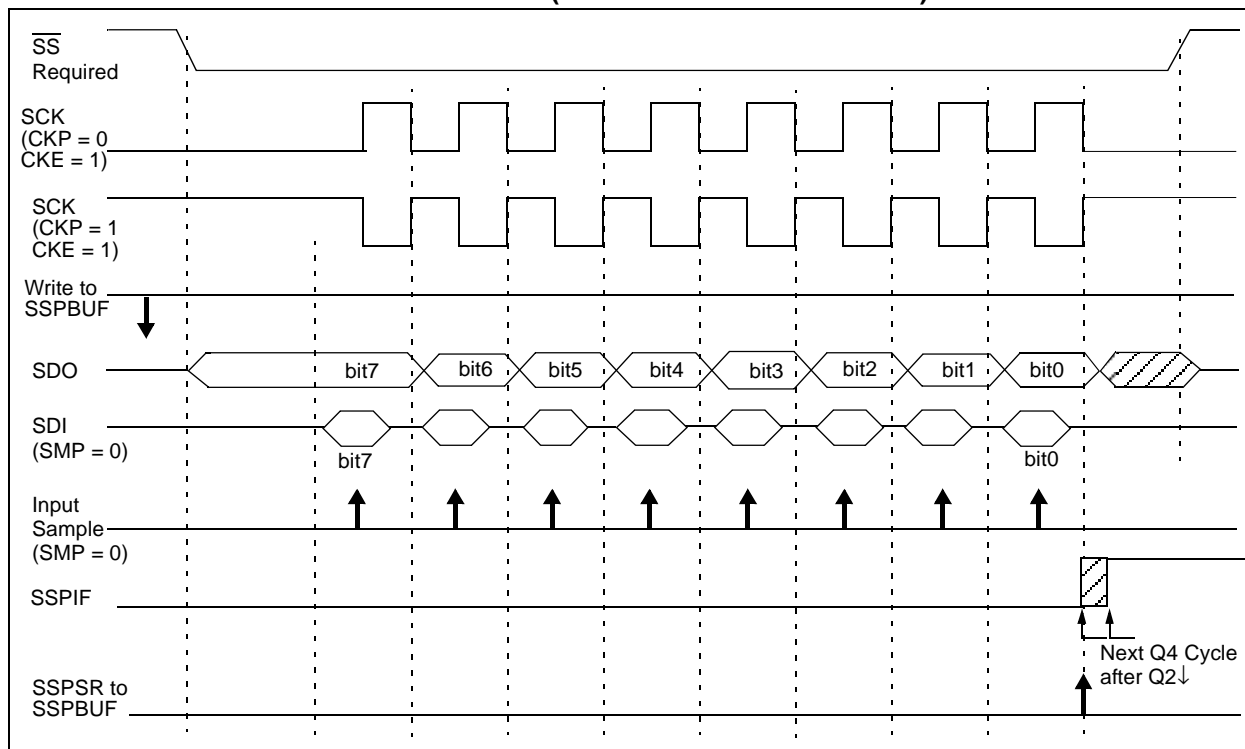 SS
Required
SCK
(CKP = 0
CKE = 1)
SCK
(CKP = 1
CKE = 1)
Write to
SSPBUF
SDO
bit7 bit6 bit5 bit4 bit3 bit2 bit1 bit0
SDI
(SMP = 0)
bit7 bit0
Input
Sample
(SMP = 0)
SSPIF
Next Q4 Cycle
after Q2↓
SSPSR to
SSPBUF